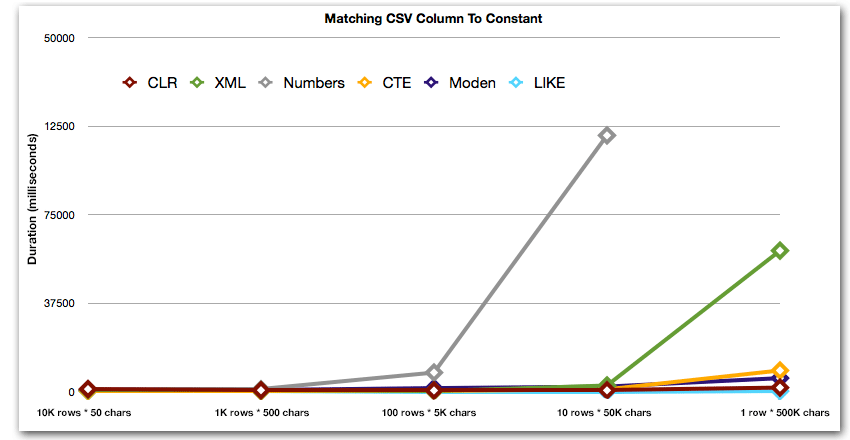 Matching CSV Column To Constant
50000
CLR XML Numbers CTE Moden LIKE
12500
Duration (milliseconds)
75000
37500
0
10K rows * 50 chars 1K rows * 500 chars 100 rows * 5K chars 10 rows * 50K chars 1 row * 500K chars